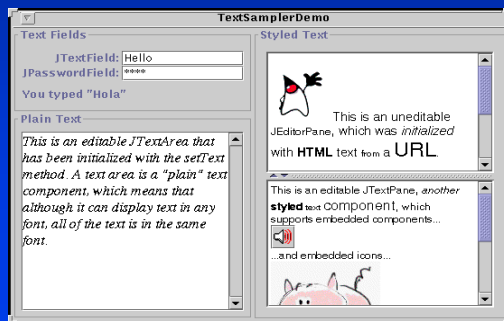 TextSamplerDemo
Text Fields
JTextField: Hello
JPasswordField: ****
You typed "Hola"
Plain Text
This is an editable JTextArea that
has been initialized with the setText
method. A text area is a "plain" text
component, which means that
although it can display text in any
font, all of the text is in the same
font.
Styled Text
This is an uneditable
JEditorPane, which was initialized
with HTML text from a URL.
This is an editable JTextPane, another
styled text component, which
supports embedded components...
...and embedded icons...